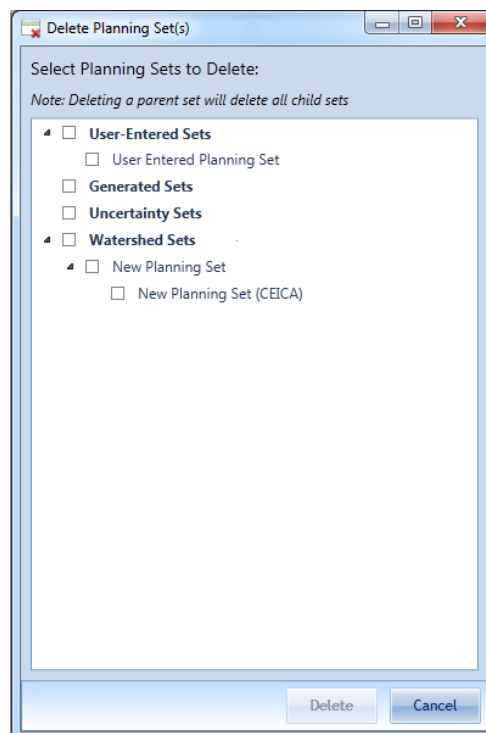 Delete Planning Set(s)
Select Planning Sets to Delete:
Note: Deleting a parent set will delete all child sets
User-Entered Sets
User Entered Planning Set
Generated Sets
Uncertainty Sets
Watershed Sets
New Planning Set
New Planning Set (CEICA)
Delete Cancel